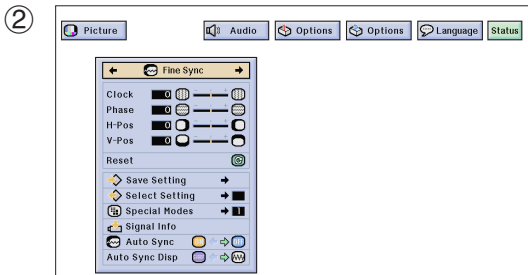 ②
Picture Audio Options Options Language Status
Fine Sync
Clock 0
Phase 0
H-Pos 0
V-Pos 0
Reset
Save Setting
Select Setting
Special Modes 1
Signal Info
Auto Sync
Auto Sync Disp